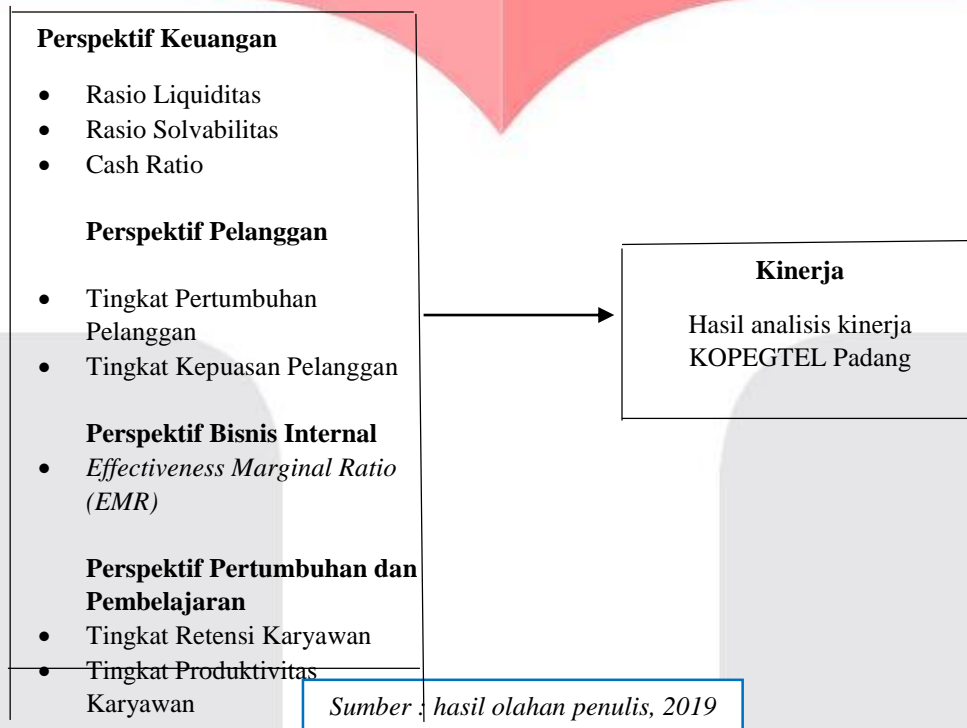 Perspektif Keuangan
• Rasio Liquiditas
• Rasio Solvabilitas
• Cash Ratio
Perspektif Pelanggan
• Tingkat Pertumbuhan
Pelanggan
• Tingkat Kepuasan Pelanggan
Perspektif Bisnis Internal
• Effectiveness Marginal Ratio
(EMR)
Perspektif Pertumbuhan dan
Pembelajaran
• Tingkat Retensi Karyawan
• Tingkat Produktivitas
Karyawan
Kinerja
Hasil analisis kinerja
KOPEGTEL Padang
Sumber : hasil olahan penulis, 2019